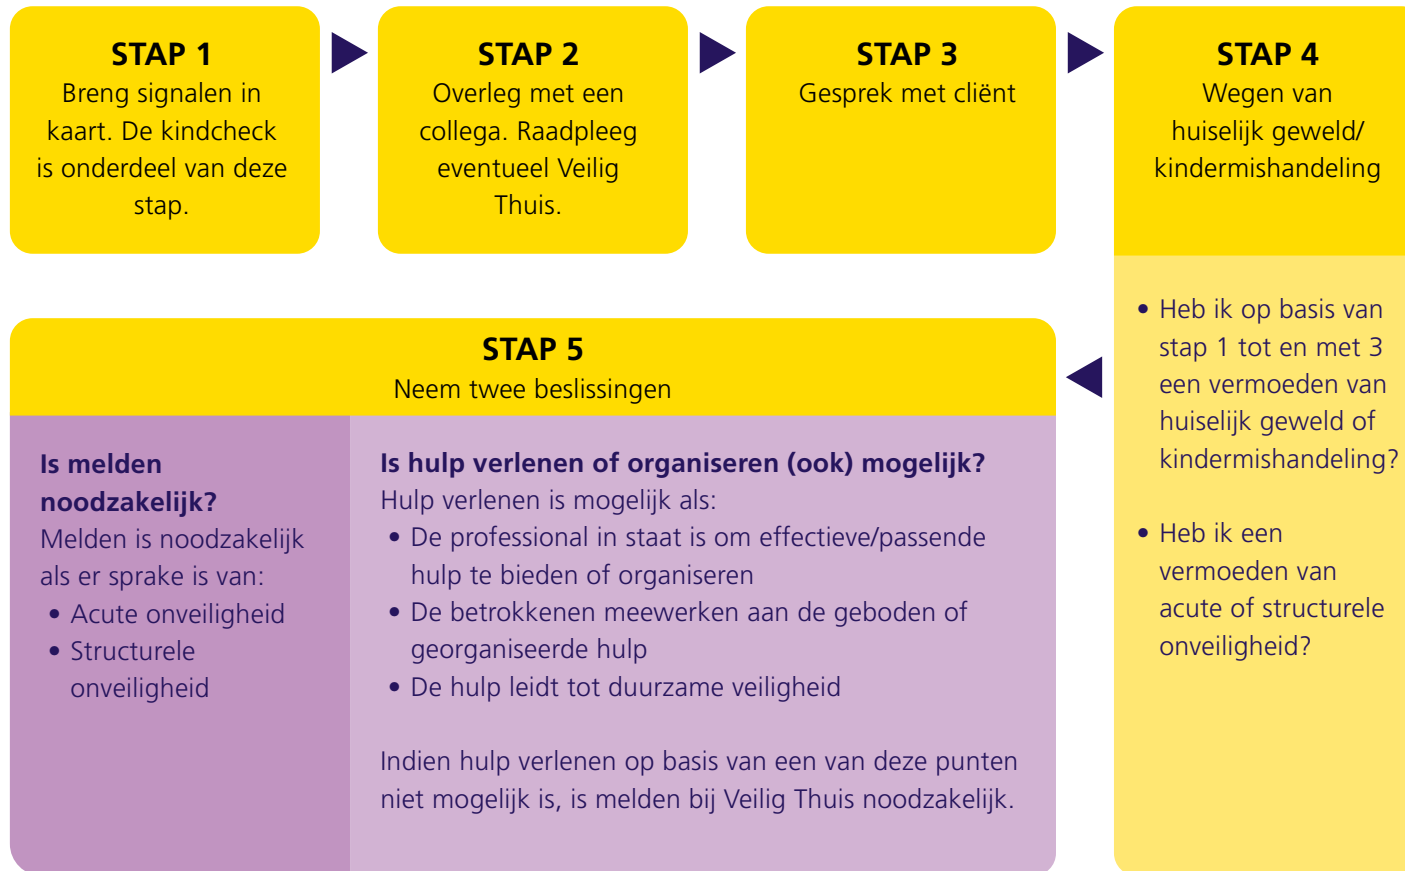 STAP 1
Breng signalen in
kaart. De kindcheck
is onderdeel van deze
stap.
STAP 2
Overleg met een
collega. Raadpleeg
eventueel Veilig
Thuis.
STAP 3
Gesprek met cliënt
STAP 4
Wegen van
huiselijk geweld/
kindermishandeling
• Heb ik op basis van
stap 1 tot en met 3
een vermoeden van
huiselijk geweld of
kindermishandeling?
• Heb ik een
vermoeden van
acute of structurele
onveiligheid?
STAP 5
Neem twee beslissingen
Is melden
noodzakelijk?
Melden is noodzakelijk
als er sprake is van:
• Acute onveiligheid
• Structurele
onveiligheid
Is hulp verlenen of organiseren (ook) mogelijk?
Hulp verlenen is mogelijk als:
• De professional in staat is om effectieve/passende
hulp te bieden of organiseren
• De betrokkenen meewerken aan de geboden of
georganiseerde hulp
• De hulp leidt tot duurzame veiligheid
Indien hulp verlenen op basis van een van deze punten
niet mogelijk is, is melden bij Veilig Thuis noodzakelijk.